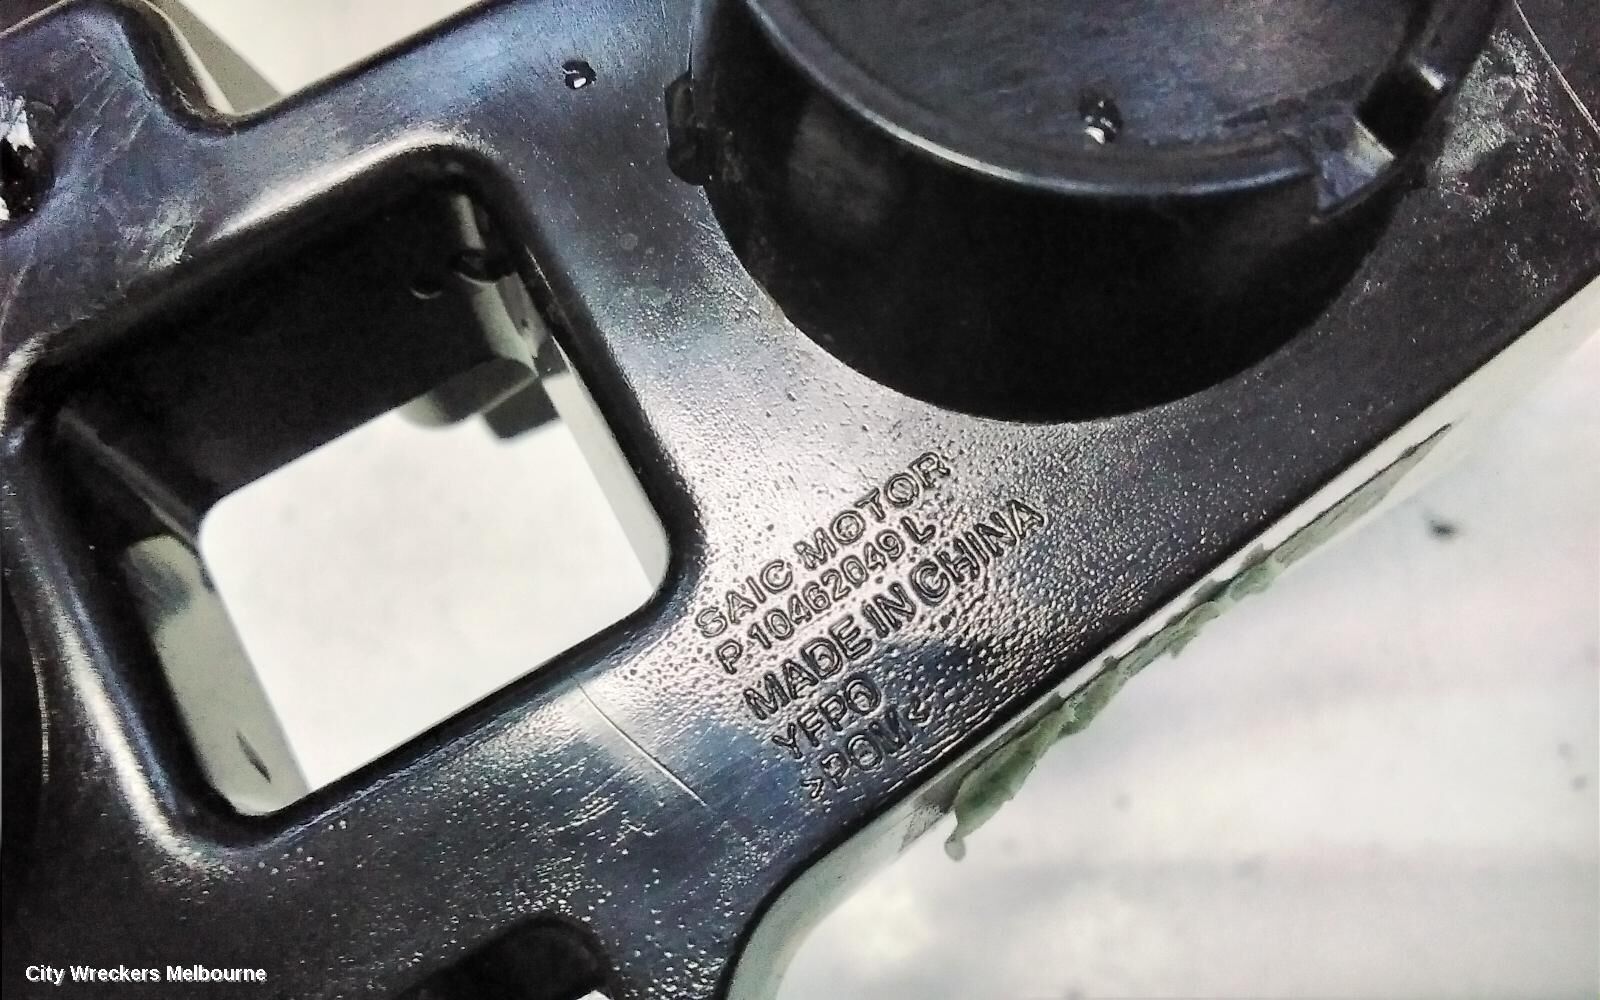 SAIC MOTOR
P 10462049 L
MADE IN CHINA
YFPO
>POM<
City Wreckers Melbourne